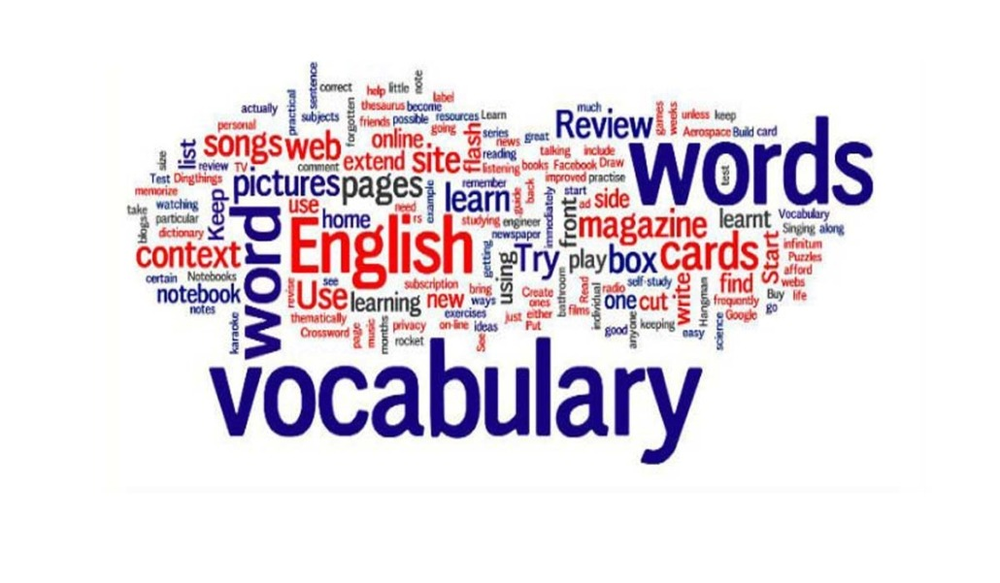 sentence
correct
help little note
label
actually
practical
subjects
forgotten
thesaurus become
friends possible
resources Learn
going
personal
much
games
weeks
unless keep
Aerospace Build card
Review
words
list
songs web
online
extend site
flash
series
news great
reading
listening books Facebook Draw
talking include
improved practise
size
review TV
comment
Test Dingthings
memorize
pictures pages
example
remember
learn
guide
back
immediately
start
ad side
test
take watching
particular
blogs
dictionary
Keep
word
use
home
need
rs
studying engineer
newspaper
front
magazine
learnt
Vocabulary
Singing along
context
English
getting
using
Try
play box cards
Start
infinitum
Puzzles
afford
webs
life
certain Notebooks
notebook
notes
revise
see
Use learning
subscription
new
bring
ways
exercises
Create
ones
just either
Put
bathroom
films
Read
individual
radio
self-study
one cut
write
Hangman
find
frequently
Google
Buy
go
karaoke
thematically
Crossword
page
music
months
privacy
rocket
on-line ideas
See
good
anyone
keeping
easy
science
vocabulary